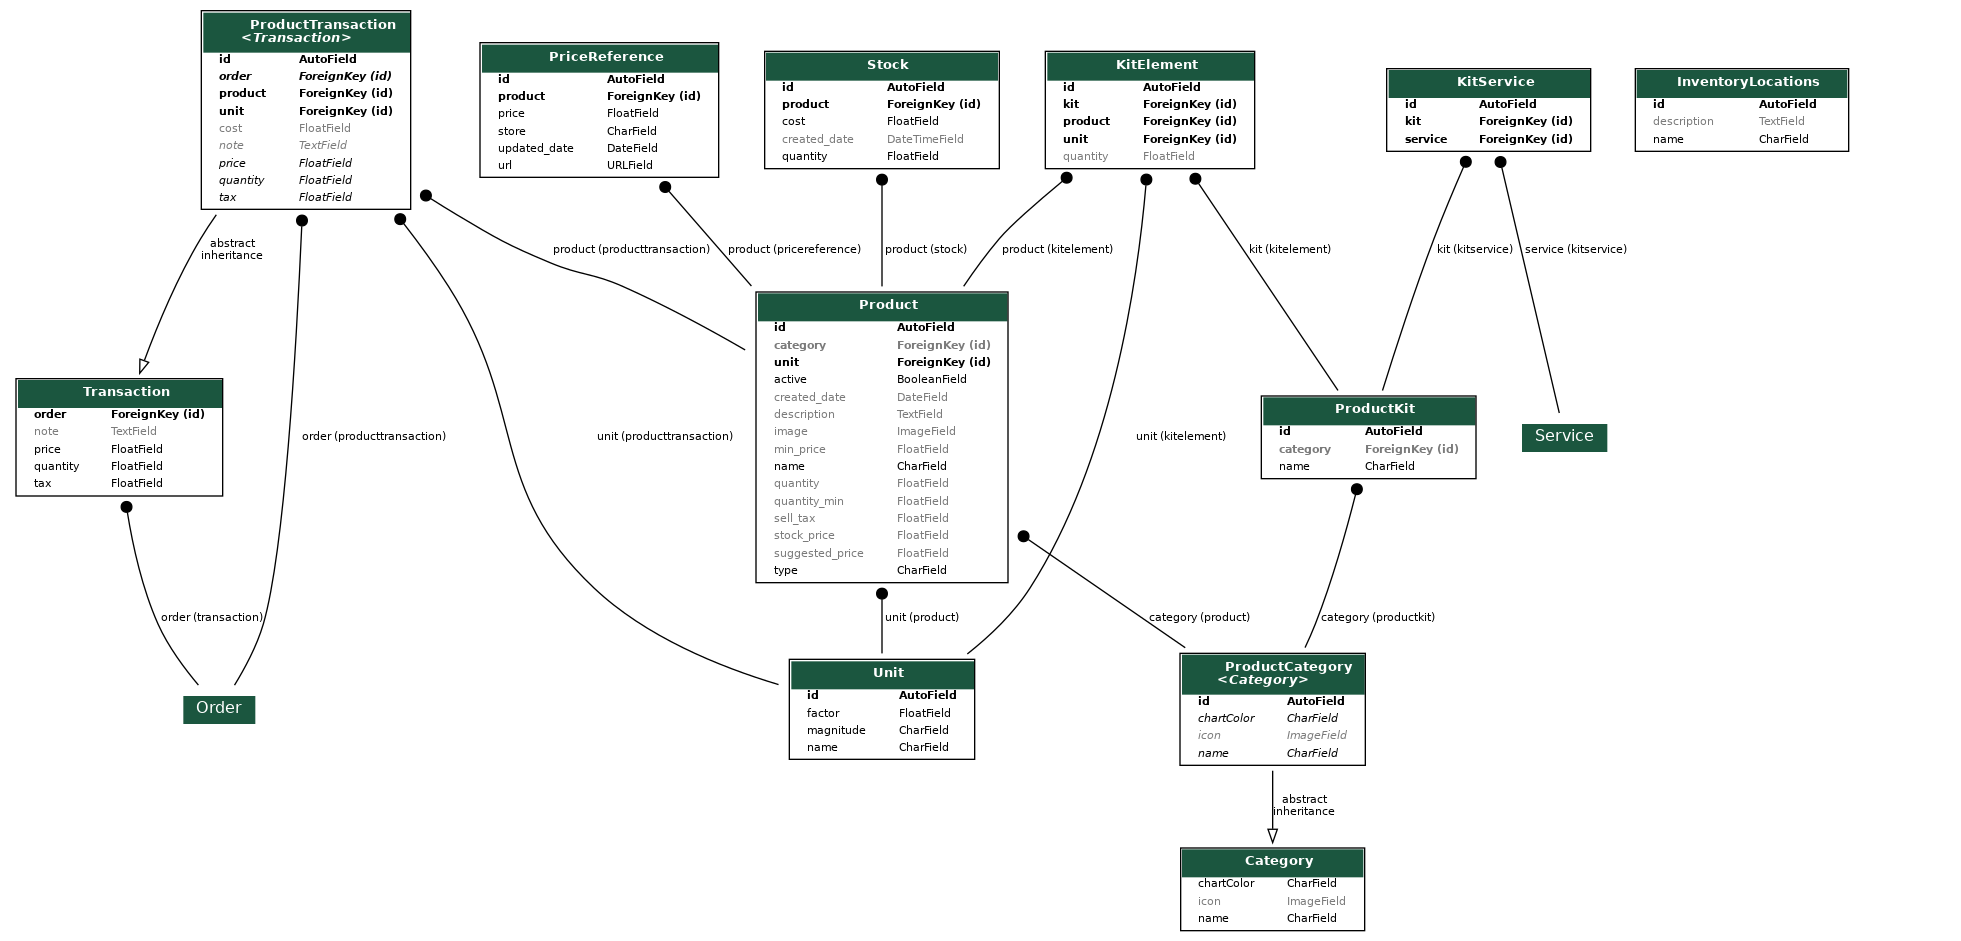 ProductTransaction
<Transaction>
id AutoField
order ForeignKey (id)
product ForeignKey (id)
unit ForeignKey (id)
cost FloatField
note TextField
price FloatField
quantity FloatField
tax FloatField
PriceReference
id AutoField
product ForeignKey (id)
price FloatField
store CharField
updated_date DateField
url URLField
Stock
id AutoField
product ForeignKey (id)
cost FloatField
created_date DateTimeField
quantity FloatField
KitElement
id AutoField
kit ForeignKey (id)
product ForeignKey (id)
unit ForeignKey (id)
quantity FloatField
KitService
id AutoField
kit ForeignKey (id)
service ForeignKey (id)
InventoryLocations
id AutoField
description TextField
name CharField
abstract
inheritance
product (producttransaction)
product (pricereference)
product (stock)
product (kitelement)
kit (kitelement)
kit (kitservice)
service (kitservice)
Product
id AutoField
category ForeignKey (id)
unit ForeignKey (id)
active BooleanField
created_date DateField
description TextField
image ImageField
min_price FloatField
name CharField
quantity FloatField
quantity_min FloatField
sell_tax FloatField
stock_price FloatField
suggested_price FloatField
type CharField
Transaction
order ForeignKey (id)
note TextField
price FloatField
quantity FloatField
tax FloatField
order (producttransaction)
unit (producttransaction)
unit (kitelement)
ProductKit
id AutoField
category ForeignKey (id)
name CharField
Service
order (transaction)
unit (product)
category (product)
category (productkit)
Order
Unit
id AutoField
factor FloatField
magnitude CharField
name CharField
ProductCategory
<Category>
id AutoField
chartColor CharField
icon ImageField
name CharField
abstract
inheritance
Category
chartColor CharField
icon ImageField
name CharField